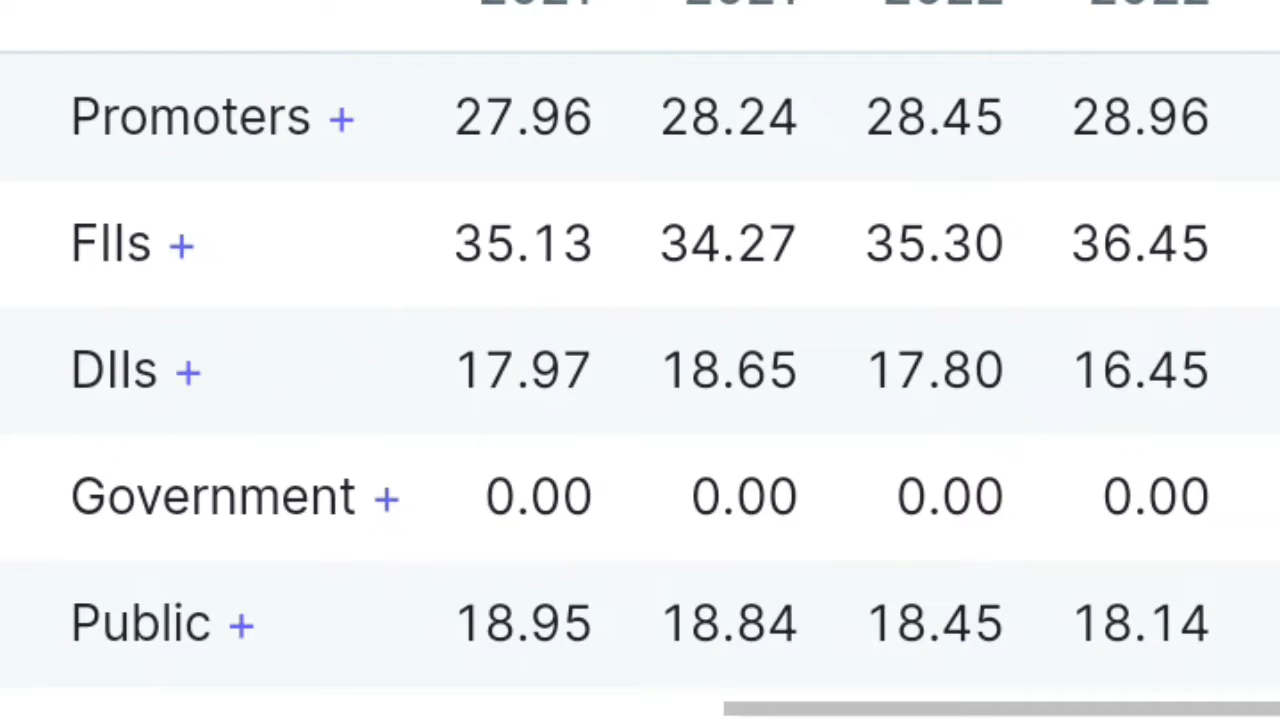 Promoters + 27.96 28.24 28.45 28.96
FIIs + 35.13 34.27 35.30 36.45
DIIs + 17.97 18.65 17.80 16.45
Government + 0.00 0.00 0.00 0.00
Public + 18.95 18.84 18.45 18.14